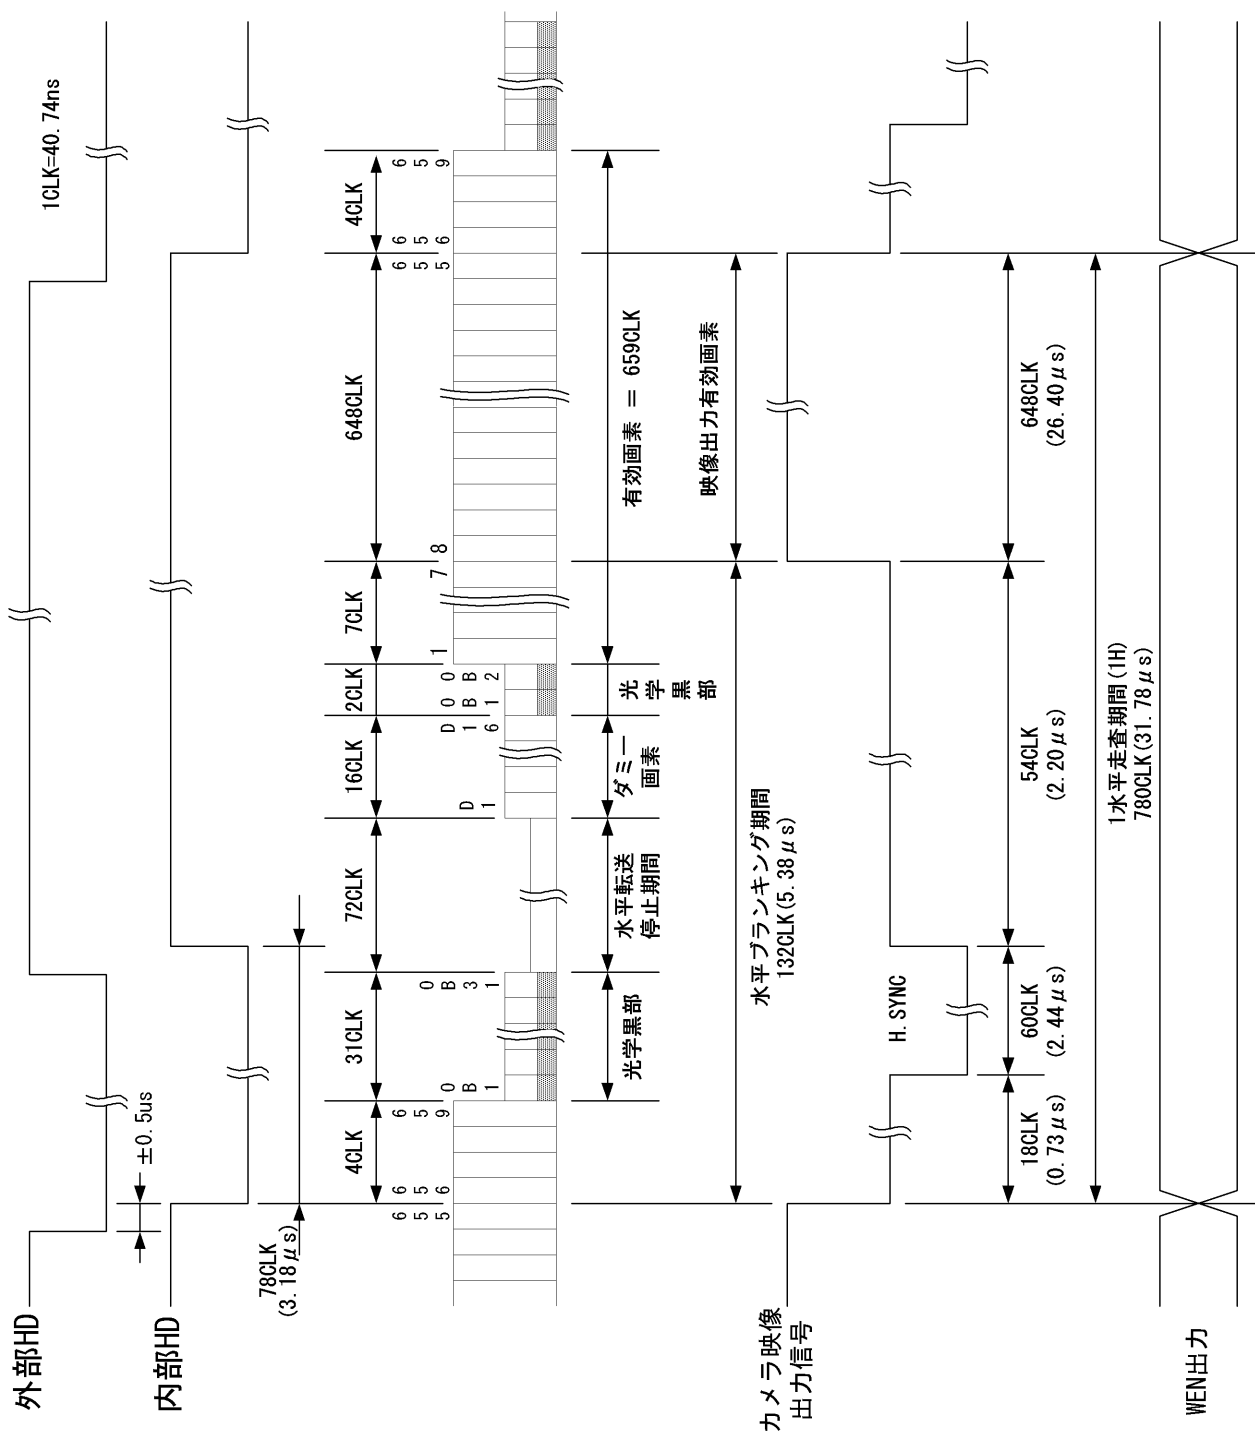 1CLK=40.74ns
外部HD
±0.5us
内部HD
78CLK
(3.18μs)
4CLK
31CLK
72CLK
16CLK
2CLK
7CLK
648CLK
4CLK
655
656
659
OB1
OB31
D1
D16
OB1
OB2
1
7
8
655
656
659
光学黒部
水平転送
停止期間
ダミー
画素
光学黒部
有効画素 = 659CLK
水平ブランキング期間
132CLK(5.38μs)
映像出力有効画素
カメラ映像
出力信号
H.SYNC
18CLK
(0.73μs)
60CLK
(2.44μs)
54CLK
(2.20μs)
648CLK
(26.40μs)
1水平走査期間(1H)
780CLK(31.78μs)
WEN出力